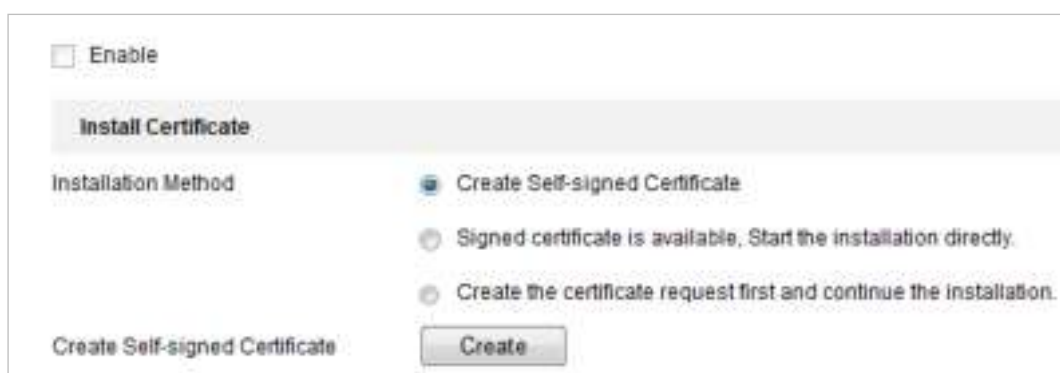 Enable
Install Certificate
Installation Method
Create Self-signed Certificate
Signed certificate is available, Start the installation directly.
Create the certificate request first and continue the installation.
Create Self-signed Certificate Create